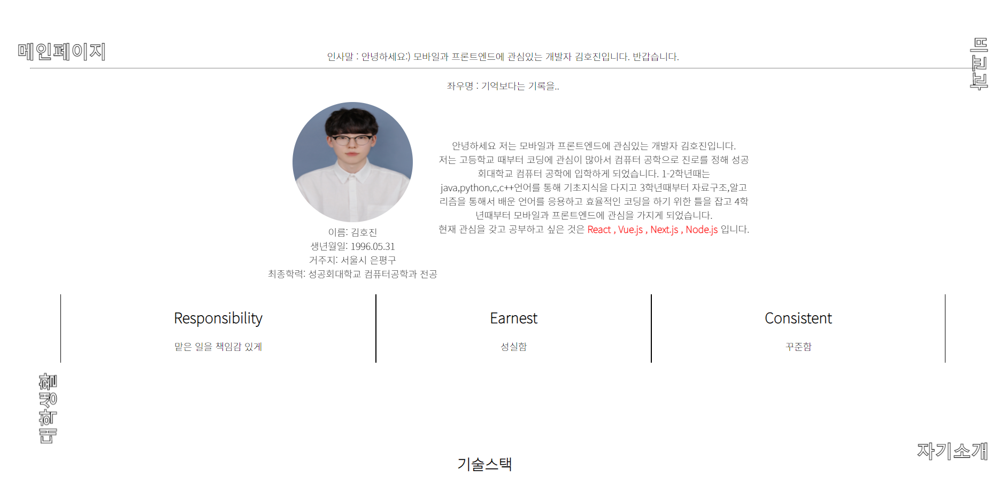 메인페이지
뜨끄라
인사말 : 안녕하세요:) 모바일과 프론트엔드에 관심있는 개발자 김호진입니다. 반갑습니다.
좌우명 : 기억보다는 기록을..
안녕하세요 저는 모바일과 프론트엔드에 관심있는 개발자 김호진입니다.
저는 고등학교 때부터 코딩에 관심이 많아서 컴퓨터 공학으로 진로를 정해 성공
회대학교 컴퓨터 공학에 입학하게 되었습니다. 1-2학년때는
java,python,c,c++언어를 통해 기초지식을 다지고 3학년때부터 자료구조,알고
리즘을 통해서 배운 언어를 응용하고 효율적인 코딩을 하기 위한 틀을 잡고 4학
년때부터 모바일과 프론트엔드에 관심을 가지게 되었습니다.
현재 관심을 갖고 공부하고 싶은 것은 React , Vue.js , Next.js , Node.js 입니다.
이름: 김호진
생년월일: 1996.05.31
거주지: 서울시 은평구
최종학력: 성공회대학교 컴퓨터공학과 전공
Responsibility
맡은 일을 책임감 있게
Earnest
성실함
Consistent
꾸준함
대학생활
자기소개
기술스택